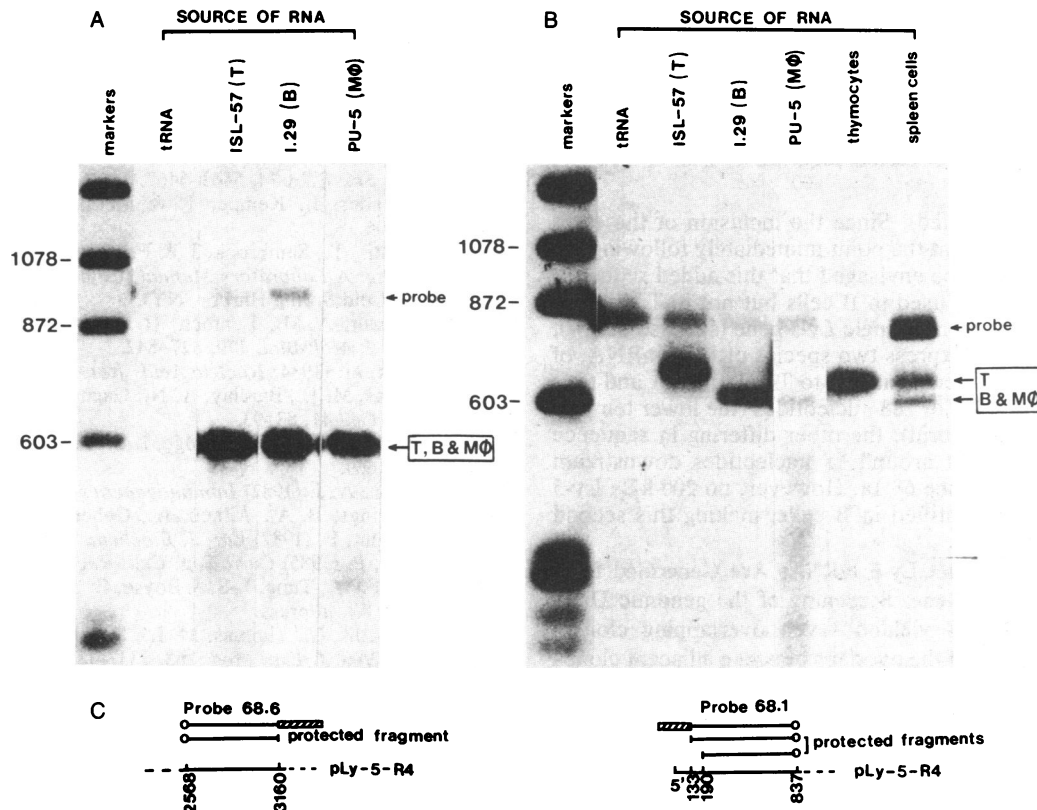 A
SOURCE OF RNA
markers
tRNA
ISL-57 (T)
I.29 (B)
PU-5 (MΦ)
1078
872
603
probe
T, B & MΦ
B
SOURCE OF RNA
markers
tRNA
ISL-57 (T)
I.29 (B)
PU-5 (MΦ)
thymocytes
spleen cells
1078
872
603
probe
T
B & MΦ
C
Probe 68.6
protected fragment
pLy-5-R4
2568
3160
Probe 68.1
protected fragments
pLy-5-R4
5'
133
190
837